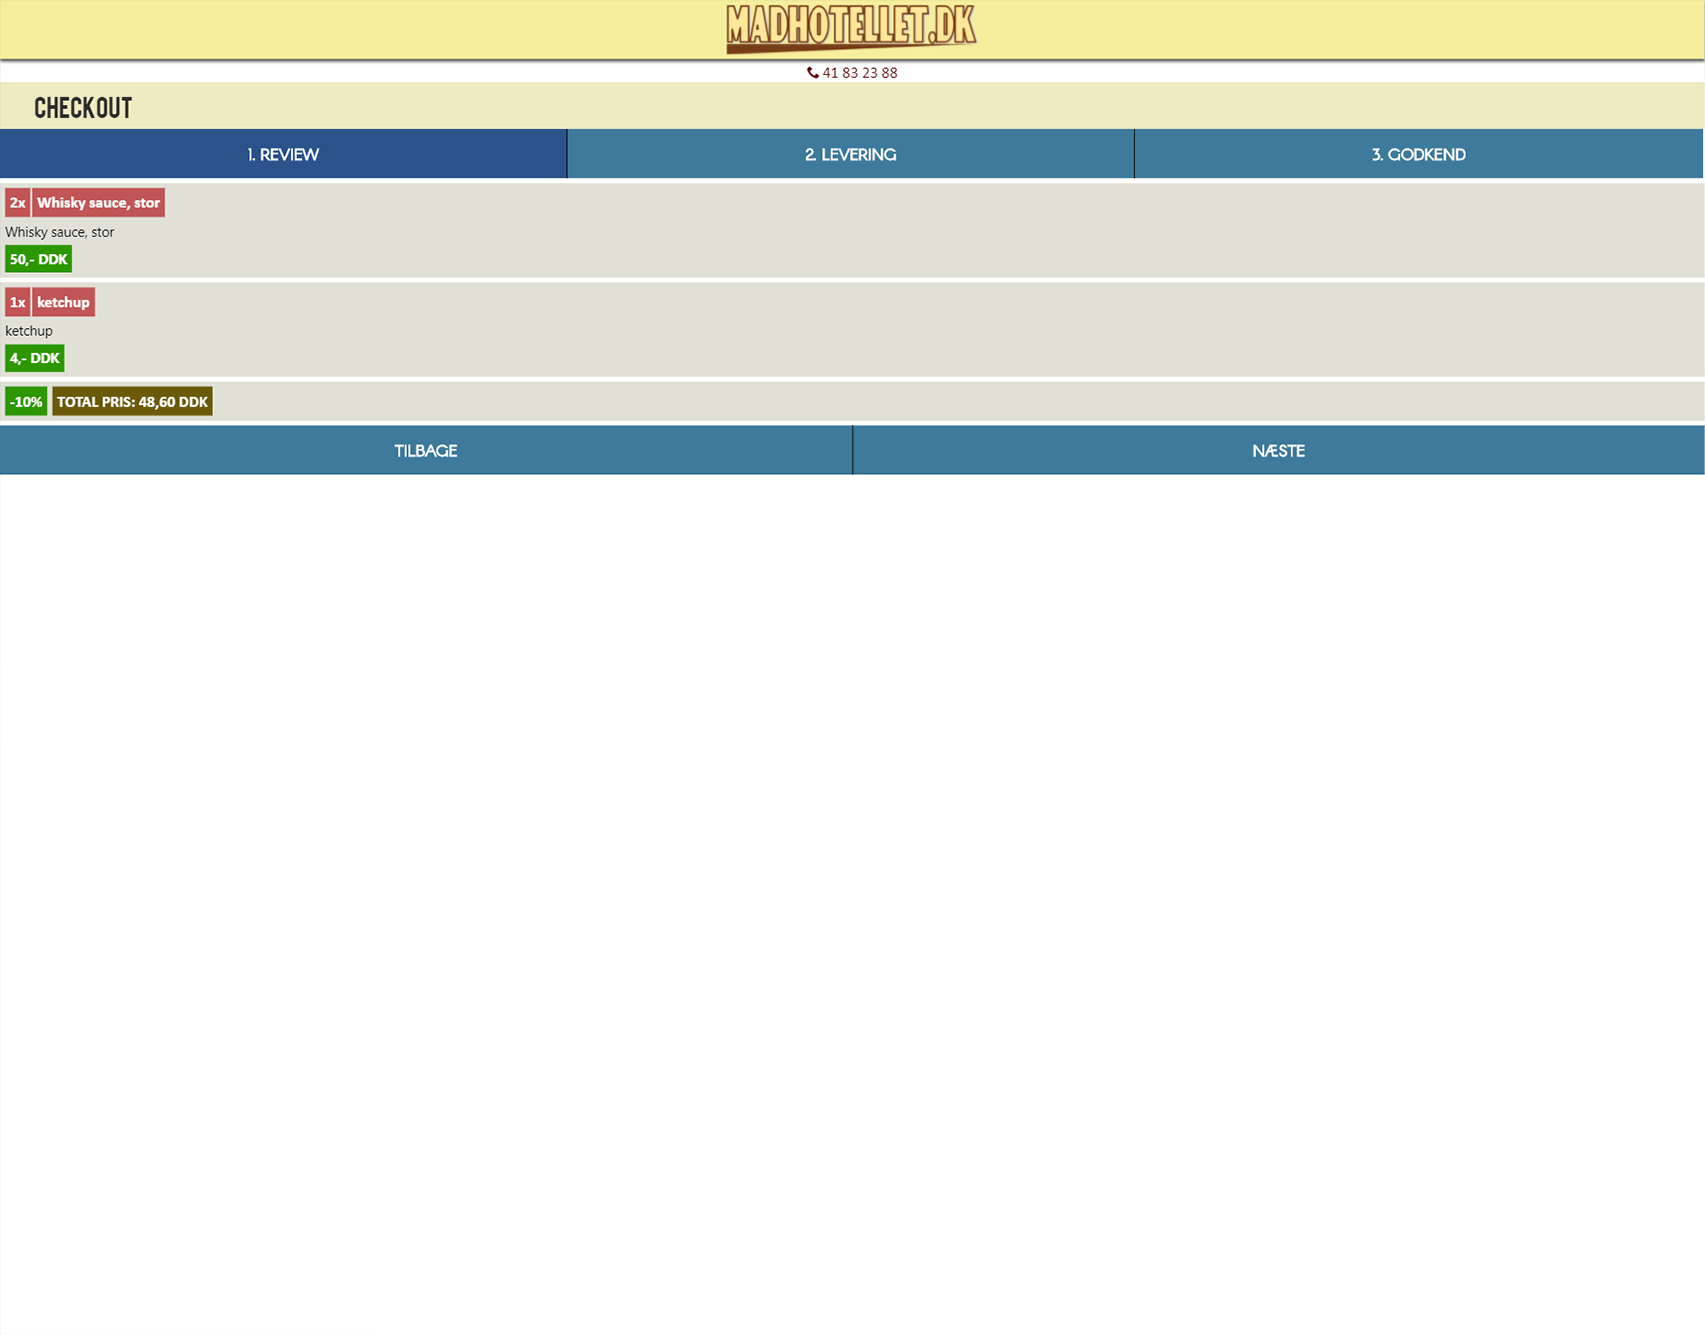 MADHOTELLET.DK
41 83 23 88
CHECKOUT
1. REVIEW
2. LEVERING
3. GODKEND
2x Whisky sauce, stor
Whisky sauce, stor
50,- DDK
1x ketchup
ketchup
4,- DDK
-10% TOTAL PRIS: 48,60 DDK
TILBAGE
NÆSTE